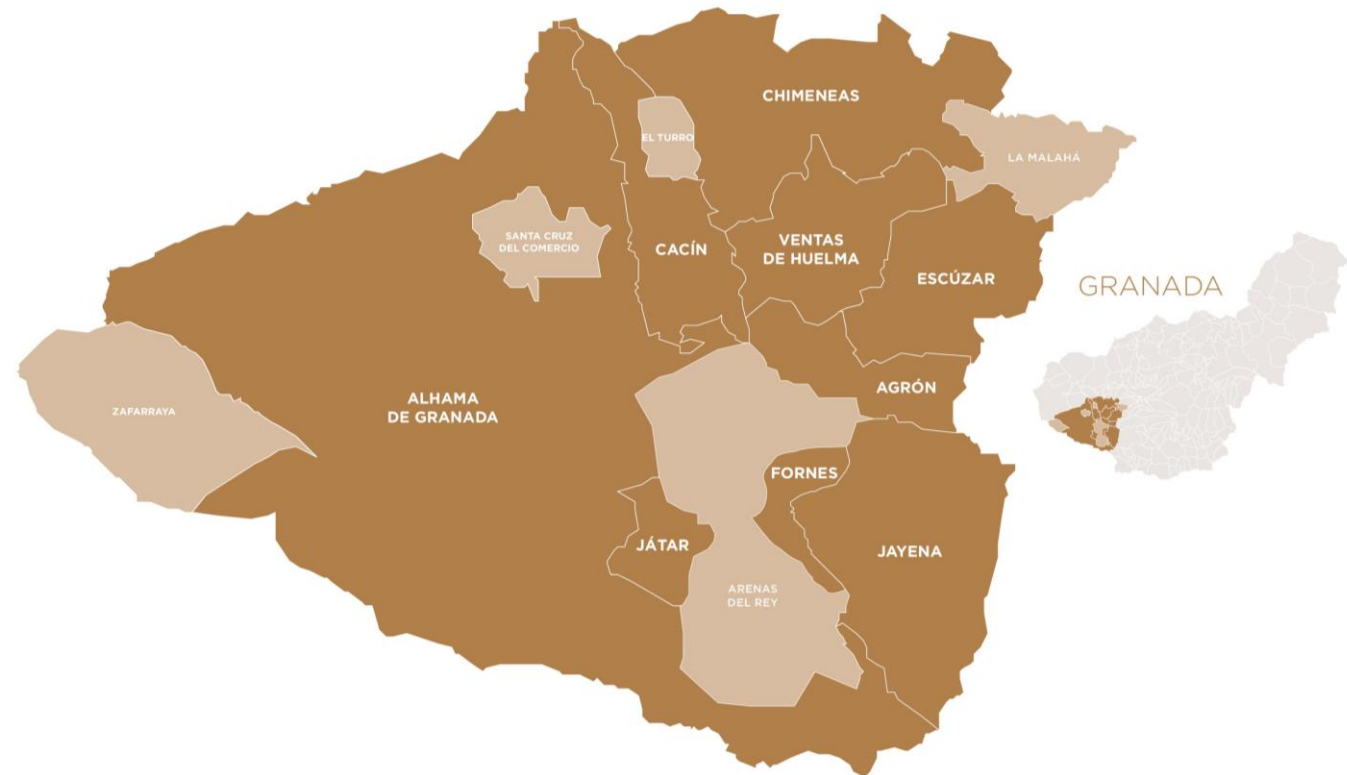 CHIMENEAS
EL TURRO
LA MALAHÁ
SANTA CRUZ
DEL COMERCIO
CACÍN
VENTAS
DE HUELMA
ESCÚZAR
GRANADA
ZAFARRAYA
ALHAMA
DE GRANADA
AGRÓN
FORNES
JÁTAR
JAYENA
ARENAS
DEL REY